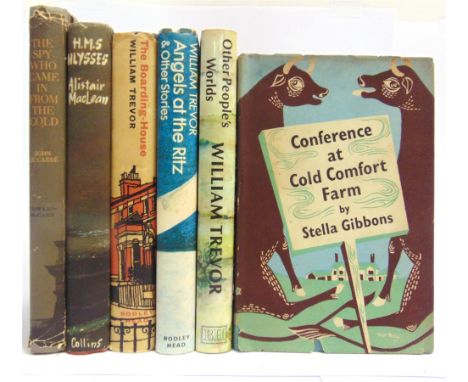 THE SPY
WHO
CAME IN
FROM THE
COLD
JOHN
LE CARRÉ
H.M.S
ULYSSES
Alistair
MacLean
Collins
The Boarding-House
WILLIAM TREVOR
BODLEY
WILLIAM TREVOR
Angels at the Ritz
& Other Stories
BODLEY
HEAD
Other People's
Worlds
WILLIAM TREVOR
Conference
at
Cold Comfort
Farm
by
Stella Gibbons